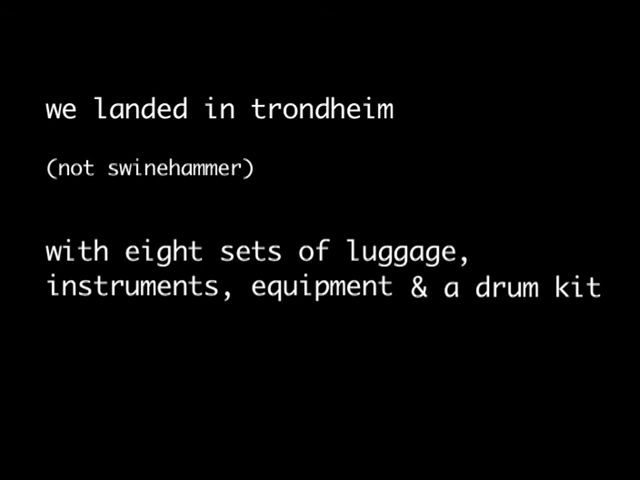 we landed in trondheim
(not swinehammer)
with eight sets of luggage,
instruments, equipment & a drum kit